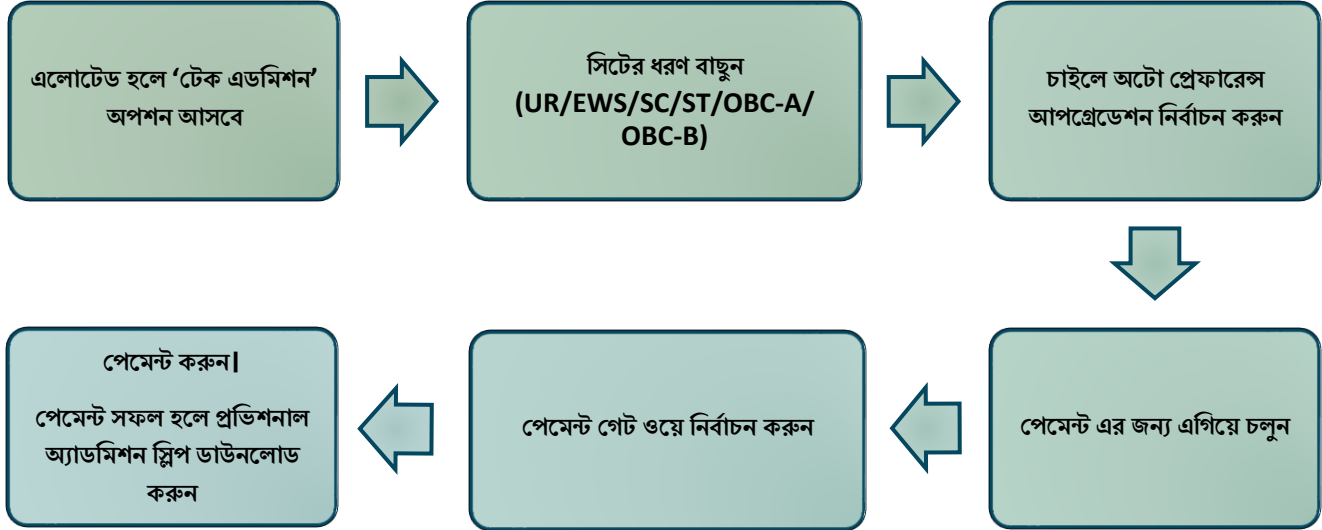 এলোটেড হলে ‘টেক এডমিশন’
অপশন আসবে
সিটের ধরণ বাছুন
(UR/EWS/SC/ST/OBC-A/
OBC-B)
চাইলে অটো প্রেফারেন্স
আপগ্রেডেশন নির্বাচন করুন
পেমেন্ট এর জন্য এগিয়ে চলুন
পেমেন্ট গেট ওয়ে নির্বাচন করুন
পেমেন্ট করুন।
পেমেন্ট সফল হলে প্রভিশনাল
অ্যাডমিশন স্লিপ ডাউনলোড
করুন